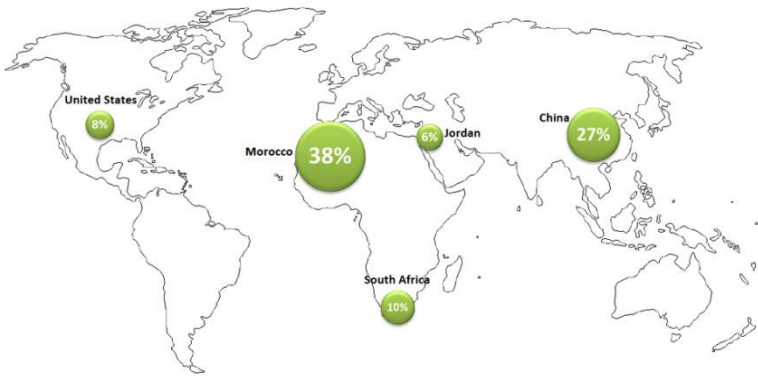 United States
8%
Morocco
38%
6%
Jordan
China
27%
South Africa
10%